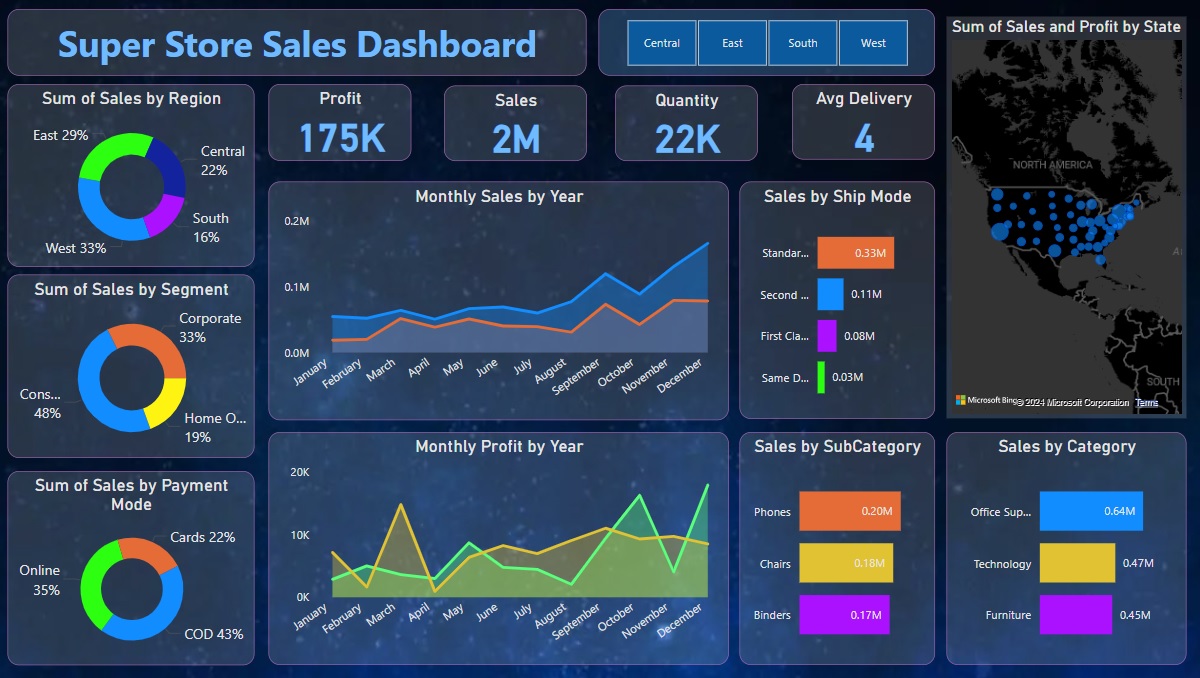 Super Store Sales Dashboard
Central
East
South
West
Sum of Sales and Profit by State
NORTH AMERICA
SOUTH
Microsoft Bing
© 2024 Microsoft Corporation
Terms
Sum of Sales by Region
East 29%
Central
22%
South
16%
West 33%
Profit
175K
Sales
2M
Quantity
22K
Avg Delivery
4
Monthly Sales by Year
0.2M
0.1M
0.0M
January
February
March
April
May
June
July
August
September
October
November
December
Sales by Ship Mode
Standar...
0.33M
Second ...
0.11M
First Cla...
0.08M
Same D...
0.03M
Sum of Sales by Segment
Corporate
33%
Cons...
48%
Home O...
19%
Sum of Sales by Payment
Mode
Cards 22%
Online
35%
COD 43%
Monthly Profit by Year
20K
10K
0K
January
February
March
April
May
June
July
August
September
October
November
December
Sales by SubCategory
Phones
0.20M
Chairs
0.18M
Binders
0.17M
Sales by Category
Office Sup...
0.64M
Technology
0.47M
Furniture
0.45M